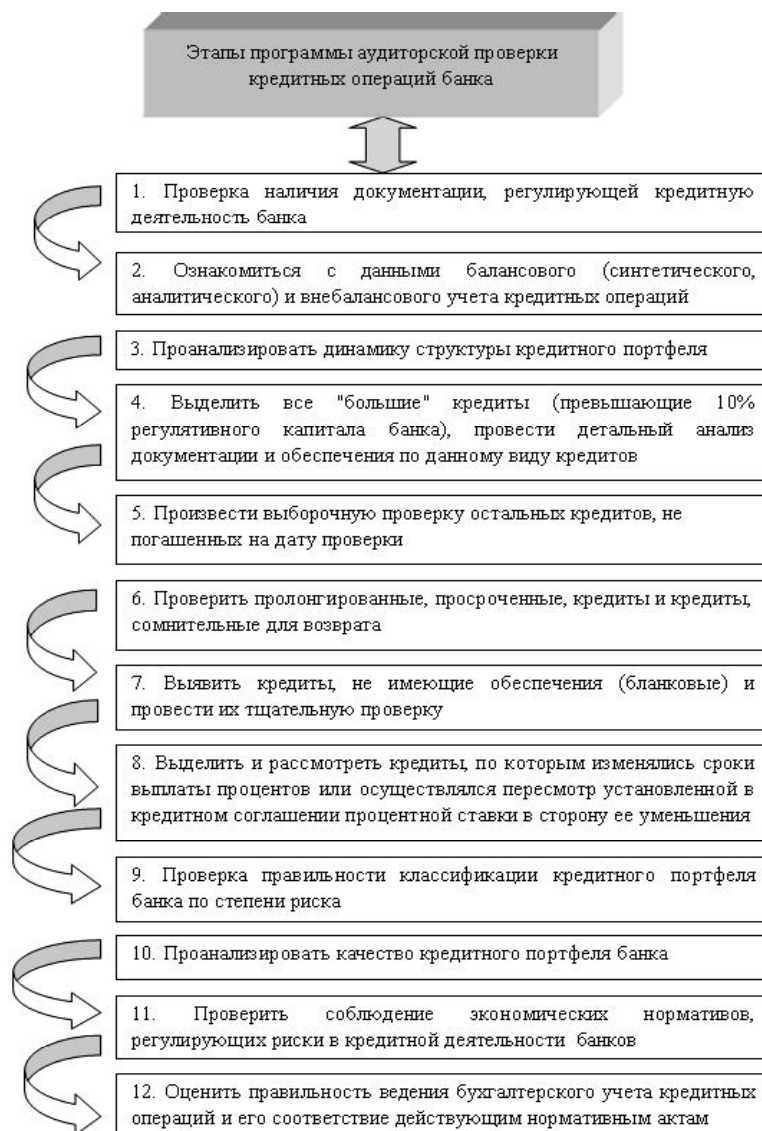 Этапы программы аудиторской проверки
кредитных операций банка
1. Проверка наличия документации, регулирующей кредитную
деятельность банка
2. Ознакомиться с данными балансового (синтетического,
аналитического) и внебалансового учета кредитных операций
3. Проанализировать динамику структуры кредитного портфеля
4. Выделить все "большие" кредиты (превышающие 10%
регулятивного капитала банка), провести детальный анализ
документации и обеспечения по данному виду кредитов
5. Произвести выборочную проверку остальных кредитов, не
погашенных на дату проверки
6. Проверить пролонгированные, просроченные, кредиты и кредиты,
сомнительные для возврата
7. Выявить кредиты, не имеющие обеспечения (бланковые) и
провести их тщательную проверку
8. Выделить и рассмотреть кредиты, по которым изменялись сроки
выплаты процентов или осуществлялся пересмотр установленной в
кредитном соглашении процентной ставки в сторону ее уменьшения
9. Проверка правильности классификации кредитного портфеля
банка по степени риска
10. Проанализировать качество кредитного портфеля банка
11. Проверить соблюдение экономических нормативов,
регулирующих риски в кредитной деятельности банков
12. Оценить правильность ведения бухгалтерского учета кредитных
операций и его соответствие действующим нормативным актам